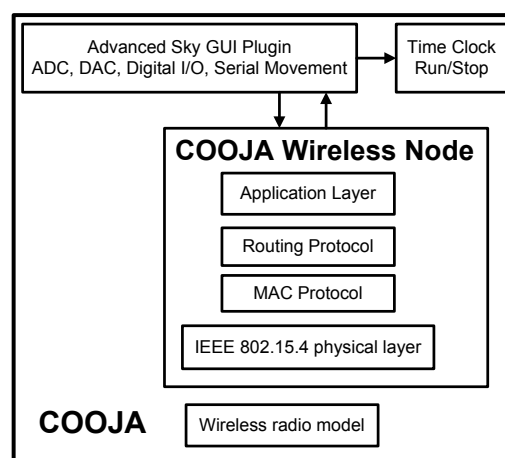 Advanced Sky GUI Plugin
ADC, DAC, Digital I/O, Serial Movement
Time Clock
Run/Stop
COOJA Wireless Node
Application Layer
Routing Protocol
MAC Protocol
IEEE 802.15.4 physical layer
COOJA
Wireless radio model